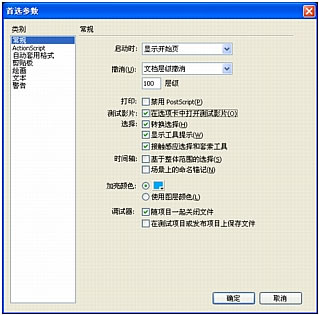 首选参数
类别
常规
ActionScript
自动套用格式
剪贴板
绘画
文本
警告
常规
启动时: 显示开始页
撤消(U): 文档层级撤消
100 层级
打印: 禁用 PostScript(P)
测试影片: 在选项卡中打开测试影片(O)
选择: 转换选择(H)
显示工具提示(W)
接触感应选择和套索工具
时间轴: 基于整体范围的选择(S)
场景上的命名锚记(N)
加亮颜色:
使用图层颜色(L)
调试器: 随项目一起关闭文件
在测试项目或发布项目上保存文件
确定 取消